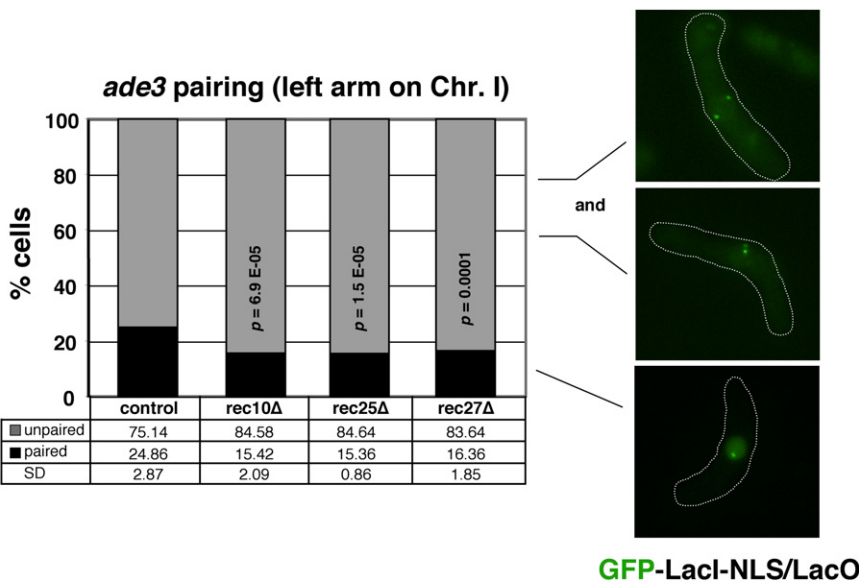 ade3 pairing (left arm on Chr. I)
% cells
100
80
60
40
20
0
p = 6.9 E-05
p = 1.5 E-05
p = 0.0001
control rec10Δ rec25Δ rec27Δ
unpaired 75.14 84.58 84.64 83.64
paired 24.86 15.42 15.36 16.36
SD 2.87 2.09 0.86 1.85
and
GFP-LacI-NLS/LacO